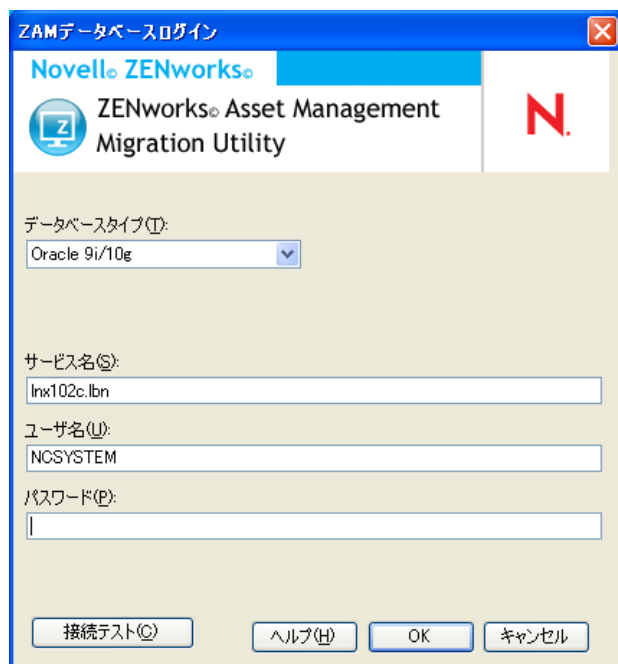 ZAMデータベースログイン
Novell® ZENworks®
ZENworks® Asset Management
Migration Utility
N.
データベースタイプ(T):
Oracle 9i/10g
サービス名(S):
lnx102c.lbn
ユーザ名(U):
NCSYSTEM
パスワード(P):
接続テスト(C)
ヘルプ(H)
OK
キャンセル